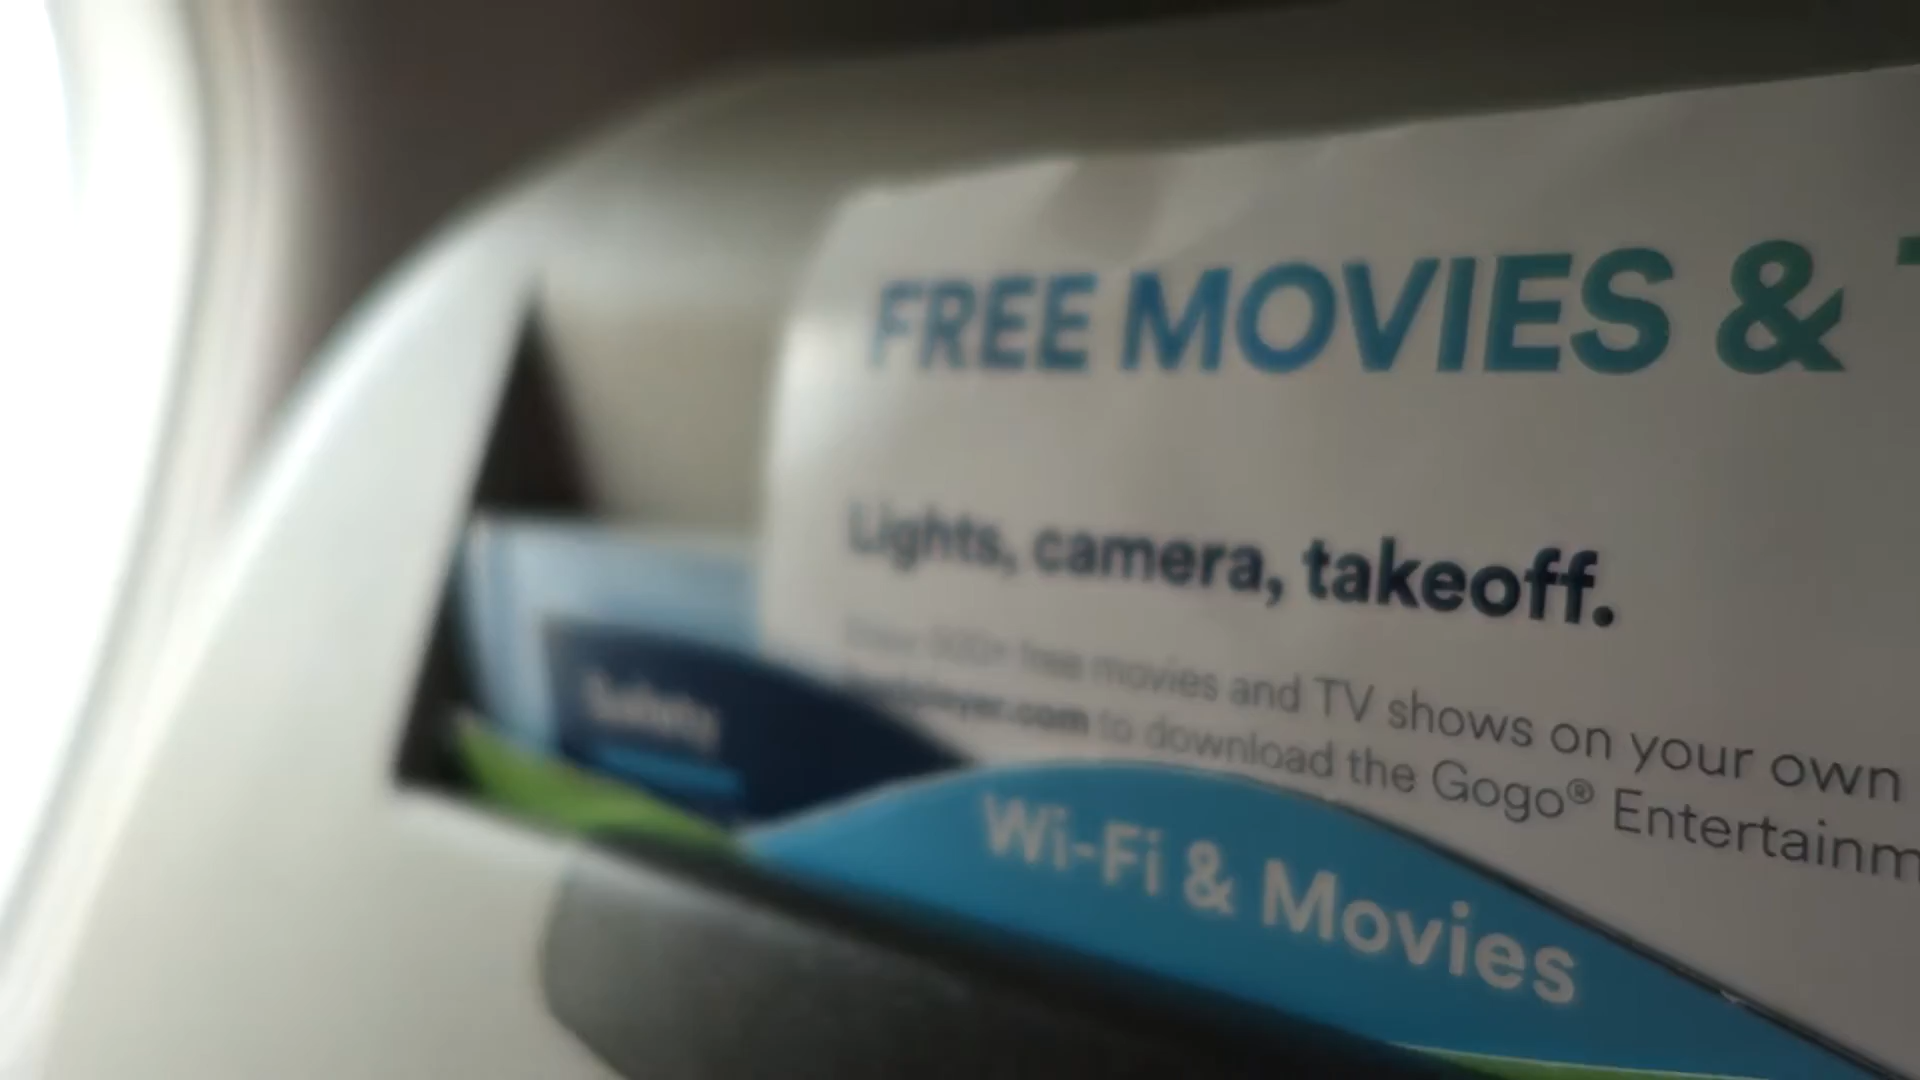 FREE MOVIES &
Lights, camera, takeoff.
free movies and TV shows on your own
to download the Gogo® Entertainm
Safety
Wi-Fi & Movies